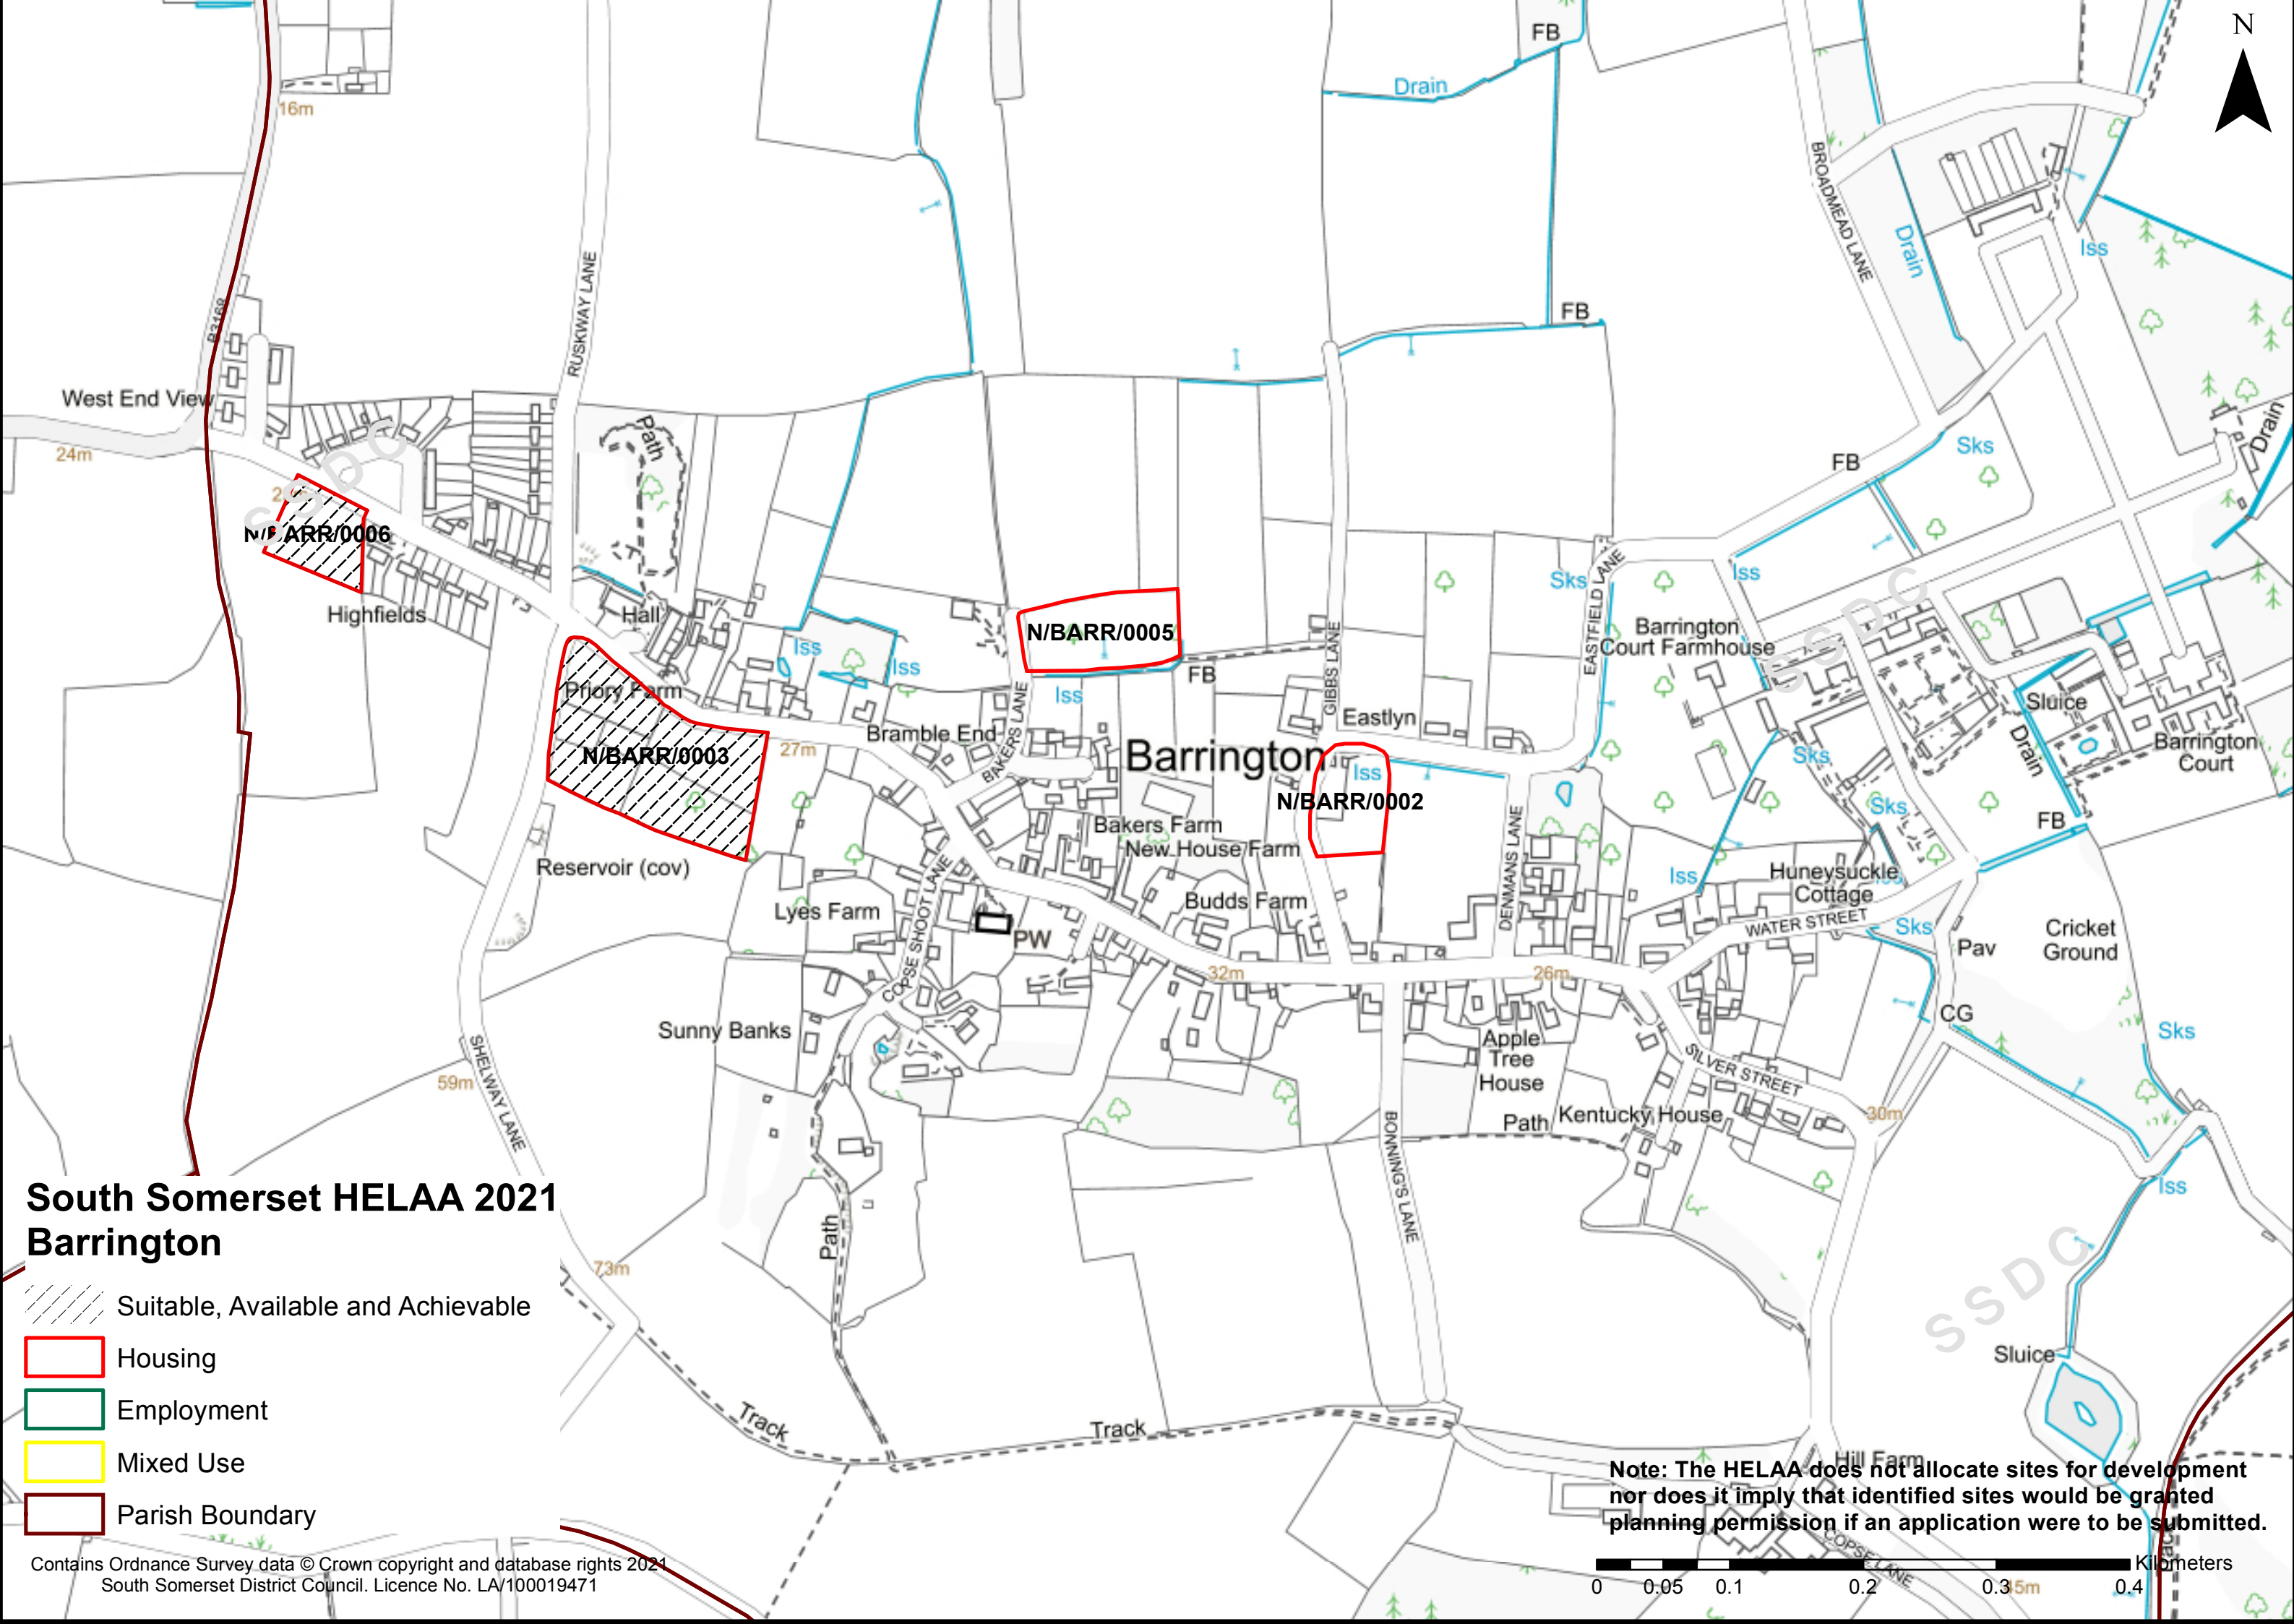 N
FB
Drain
16m
BROADMEAD LANE
Drain
Iss
RUSKWAY LANE
B3168
FB
West End View
Path
24m
Sks
FB
Drain
SSDC
N/BARR/0006
Highfields
Hall
Iss
Iss
N/BARR/0005
FB
Iss
GIBBS LANE
Sks
EASTFIELD LANE
Iss
Barrington
Court Farmhouse
SSDC
Priory Farm
N/BARR/0003
27m
Bramble End
BAKERS LANE
Barrington
Eastlyn
Iss
N/BARR/0002
Sluice
Drain
Barrington
Court
Sks
Sks
FB
Bakers Farm
New House Farm
DENMANS LANE
Reservoir (cov)
Iss
Huneysuckle
Cottage
Lyes Farm
COPSE SHOOT LANE
PW
Budds Farm
WATER STREET
Sks
Pav
Cricket
Ground
32m
26m
CG
Sks
Sunny Banks
Apple
Tree
House
SILVER STREET
59m
SHELWAY LANE
Path
Kentucky House
30m
BONNING'S LANE
Iss
Path
73m
SSDC
Sluice
Track
Track
Hill Farm
COPSE LANE
45m
South Somerset HELAA 2021
Barrington
Suitable, Available and Achievable
Housing
Employment
Mixed Use
Parish Boundary
Contains Ordnance Survey data © Crown copyright and database rights 2021
South Somerset District Council. Licence No. LA/100019471
Note: The HELAA does not allocate sites for development
nor does it imply that identified sites would be granted
planning permission if an application were to be submitted.
Kilometers
0 0.05 0.1 0.2 0.3 0.4